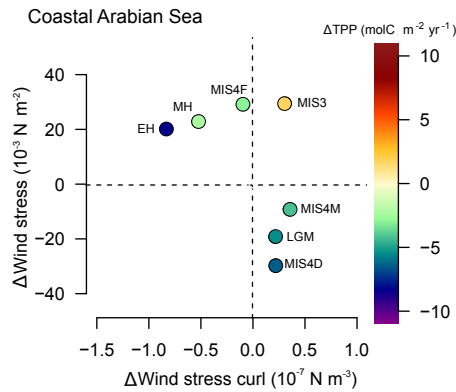 Coastal Arabian Sea
ΔTPP (molC m⁻² yr⁻¹)
ΔWind stress (10⁻³ N m⁻²)
40
20
0
−20
−40
EH
MH
MIS4F
MIS3
MIS4M
LGM
MIS4D
10
5
0
−5
−10
−1.5 −1.0 −0.5 0.0 0.5 1.0
ΔWind stress curl (10⁻⁷ N m⁻³)